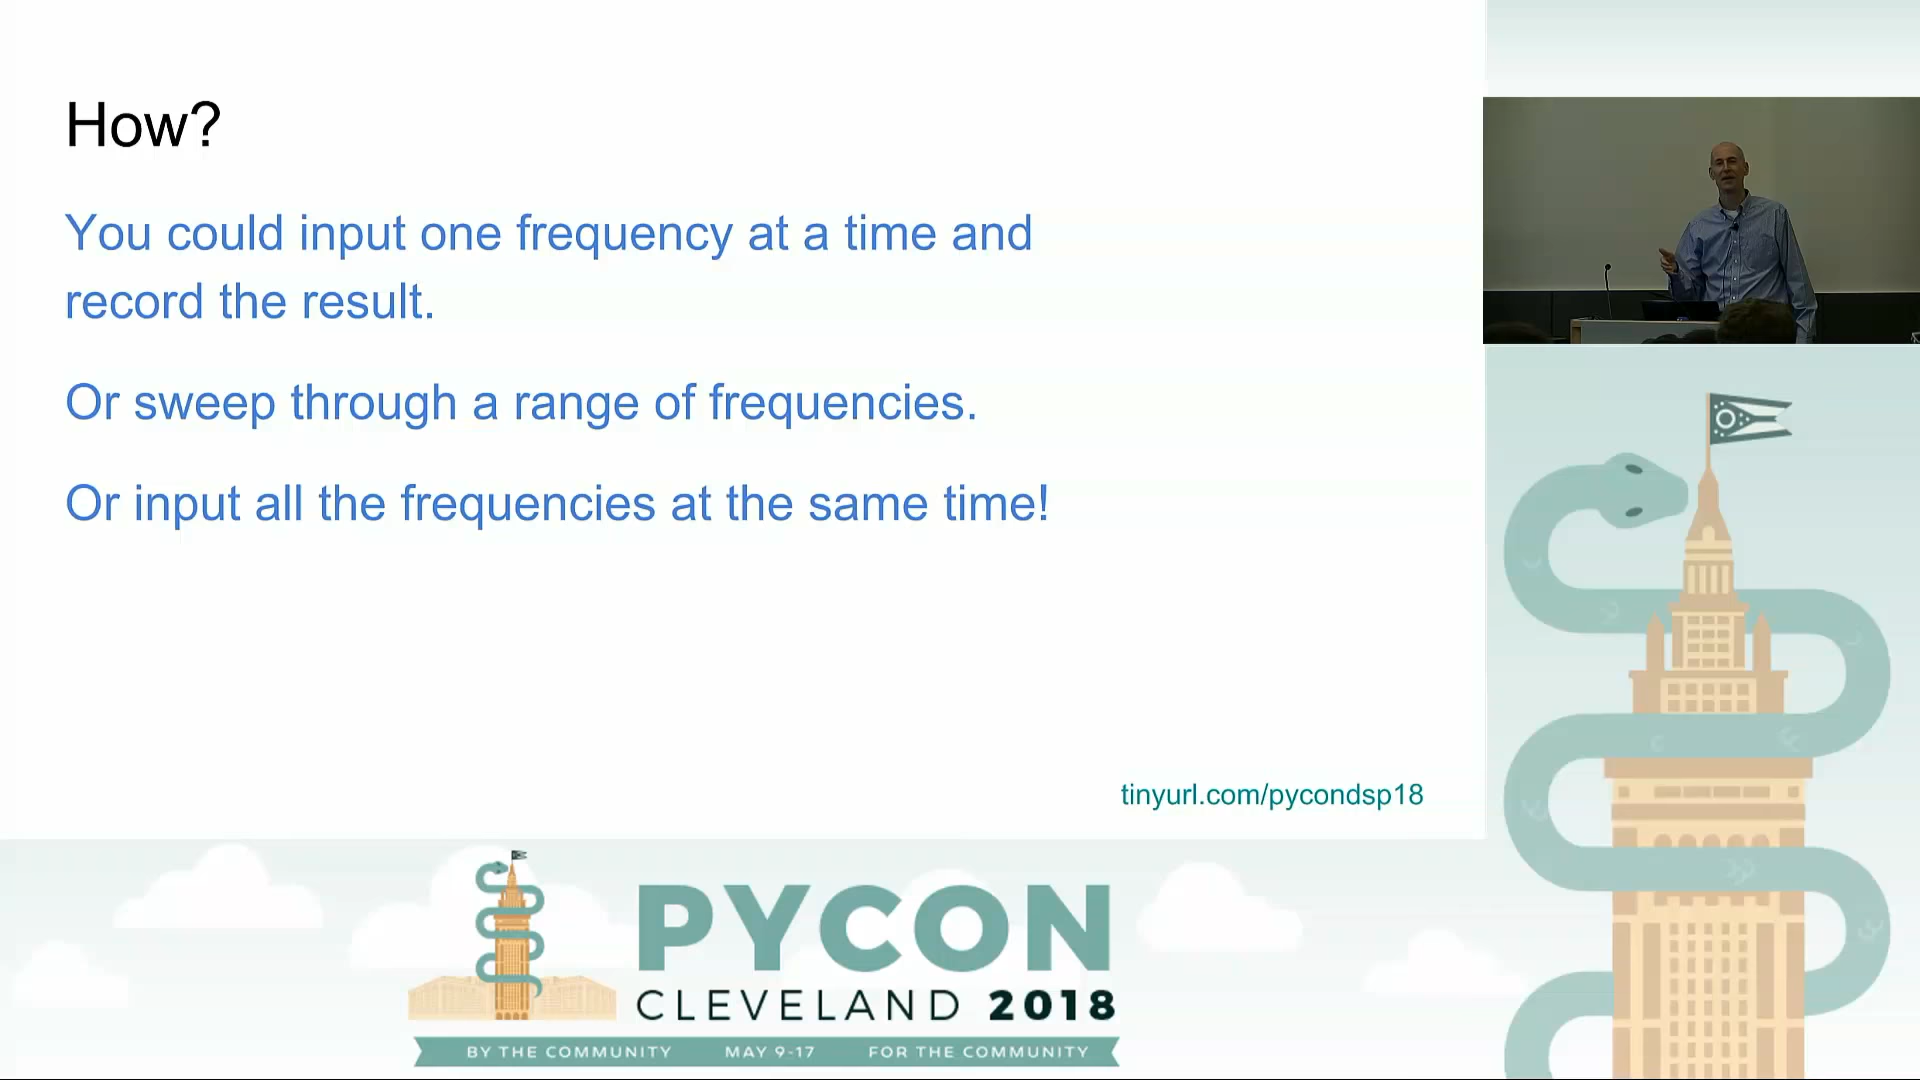 How?
You could input one frequency at a time and
record the result.
Or sweep through a range of frequencies.
Or input all the frequencies at the same time!
tinyurl.com/pycondsp18
PYCON
CLEVELAND 2018
BY THE COMMUNITY MAY 9-17 FOR THE COMMUNITY